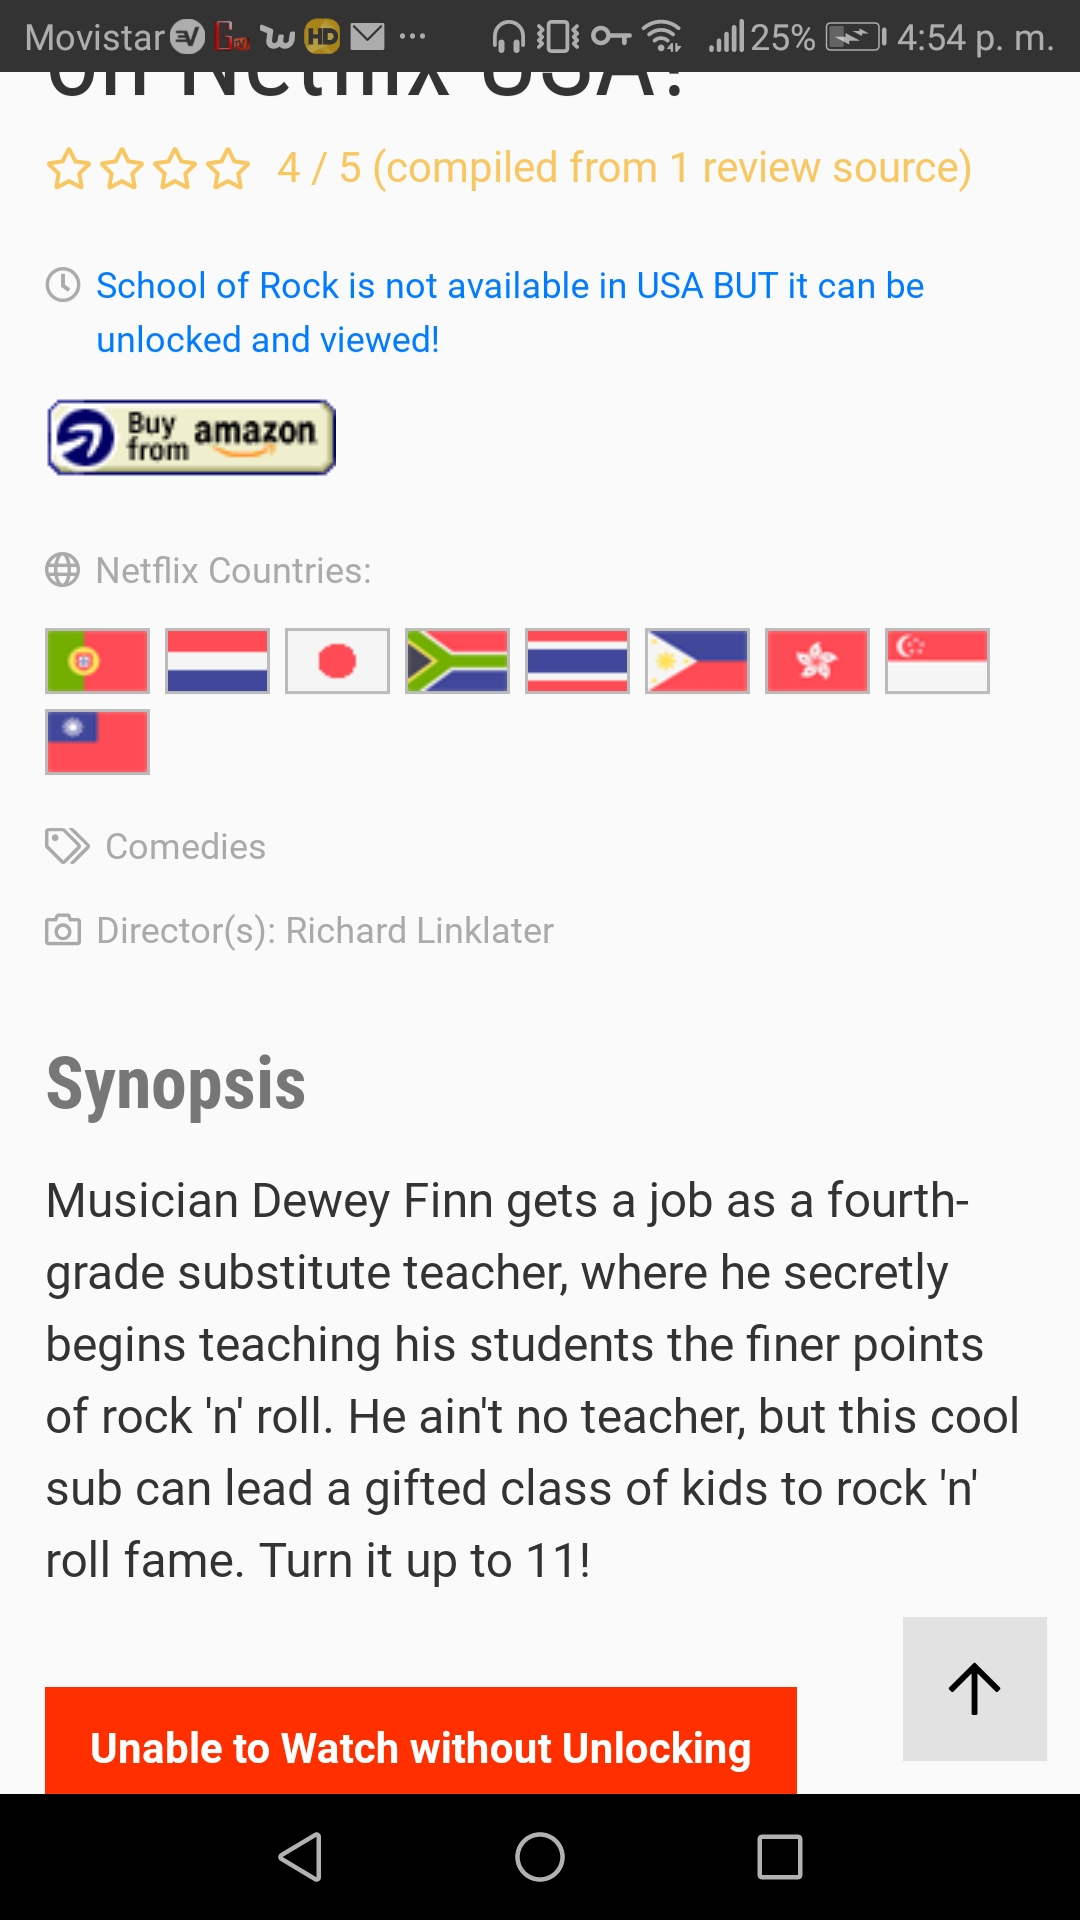 Movistar HD ... 25% 4:54 p. m.
on Netflix USA?
4 / 5 (compiled from 1 review source)
School of Rock is not available in USA BUT it can be
unlocked and viewed!
Buy
from amazon
Netflix Countries:
Comedies
Director(s): Richard Linklater
Synopsis
Musician Dewey Finn gets a job as a fourth-
grade substitute teacher, where he secretly
begins teaching his students the finer points
of rock 'n' roll. He ain't no teacher, but this cool
sub can lead a gifted class of kids to rock 'n'
roll fame. Turn it up to 11!
Unable to Watch without Unlocking